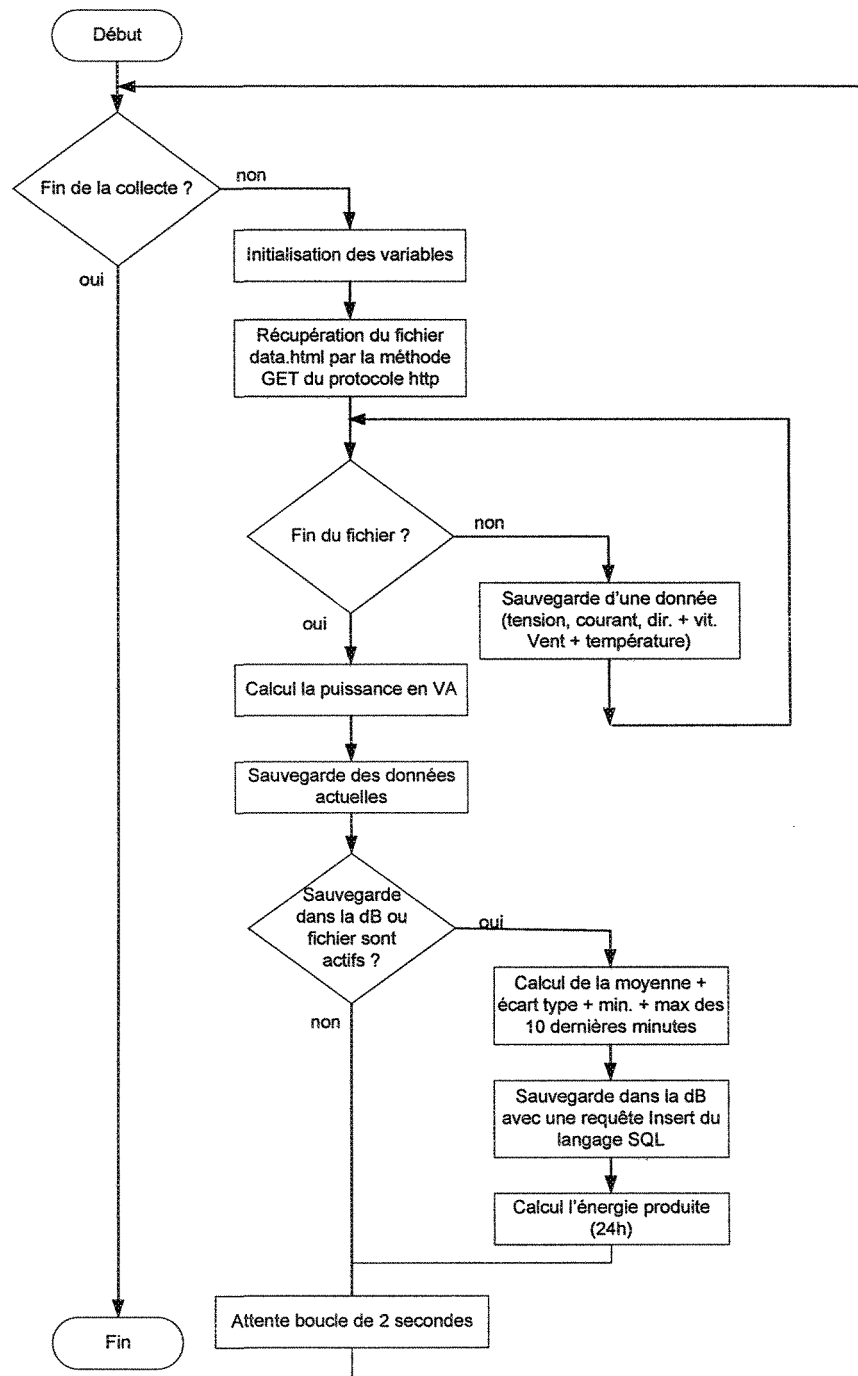 Début
Fin de la collecte ?
non
oui
Initialisation des variables
Récupération du fichier
data.html par la méthode
GET du protocole http
Fin du fichier ?
non
oui
Sauvegarde d'une donnée
(tension, courant, dir. + vit.
Vent + température)
Calcul la puissance en VA
Sauvegarde des données
actuelles
Sauvegarde
dans la dB ou
fichier sont
actifs ?
oui
non
Calcul de la moyenne +
écart type + min. + max des
10 dernières minutes
Sauvegarde dans la dB
avec une requête Insert du
langage SQL
Calcul l'énergie produite
(24h)
Attente boucle de 2 secondes
Fin